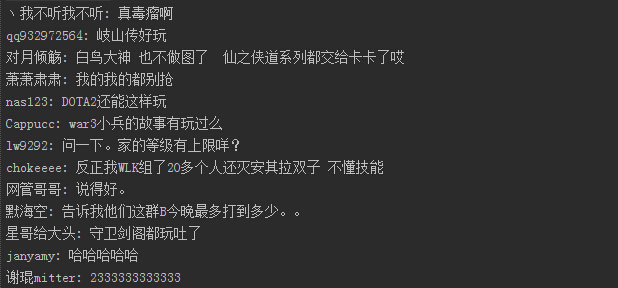 丶我不听我不听: 真毒瘤啊
qq932972564: 岐山传好玩
对月倾觞: 白鸟大神 也不做图了  仙之侠道系列都交给卡卡了哎
萧萧肃肃: 我的我的都别抢
nas123: DOTA2还能这样玩
Cappucc: war3小兵的故事有玩过么
lw9292: 问一下。家的等级有上限咩?
chokeeee: 反正我WLK组了20多个人还灭安其拉双子 不懂技能
网管哥哥: 说得好。
默海空: 告诉我他们这群B今晚最多打到多少。。
星哥给大头: 守卫剑阁都玩吐了
janyamy: 哈哈哈哈哈
谢琨mitter: 2333333333333